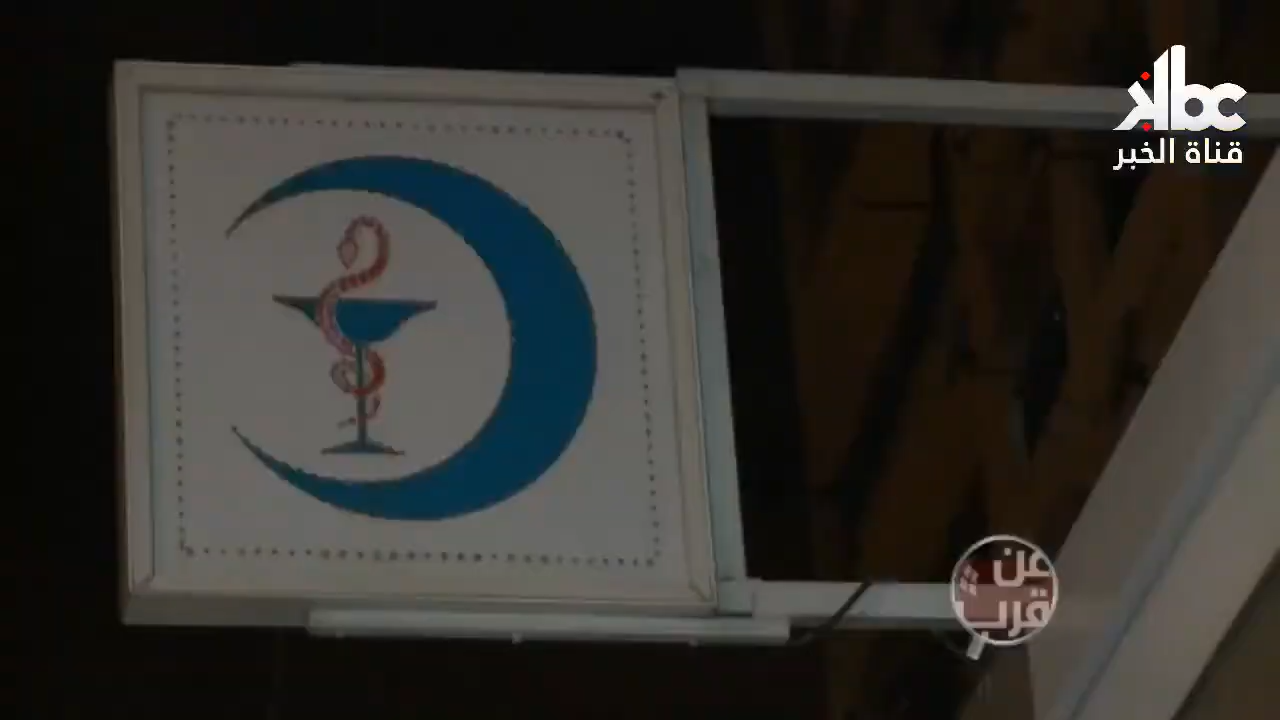 kbc
قناة الخبر
عن
قرب